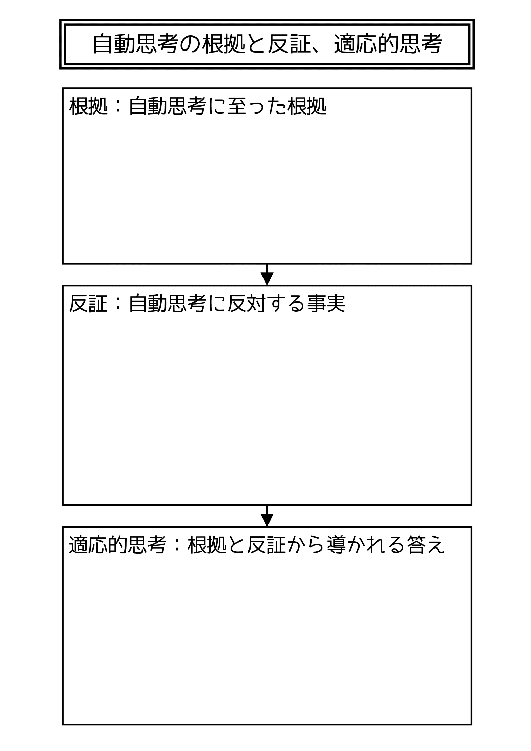 自動思考の根拠と反証、適応的思考
根拠：自動思考に至った根拠
反証：自動思考に反対する事実
適応的思考：根拠と反証から導かれる答え